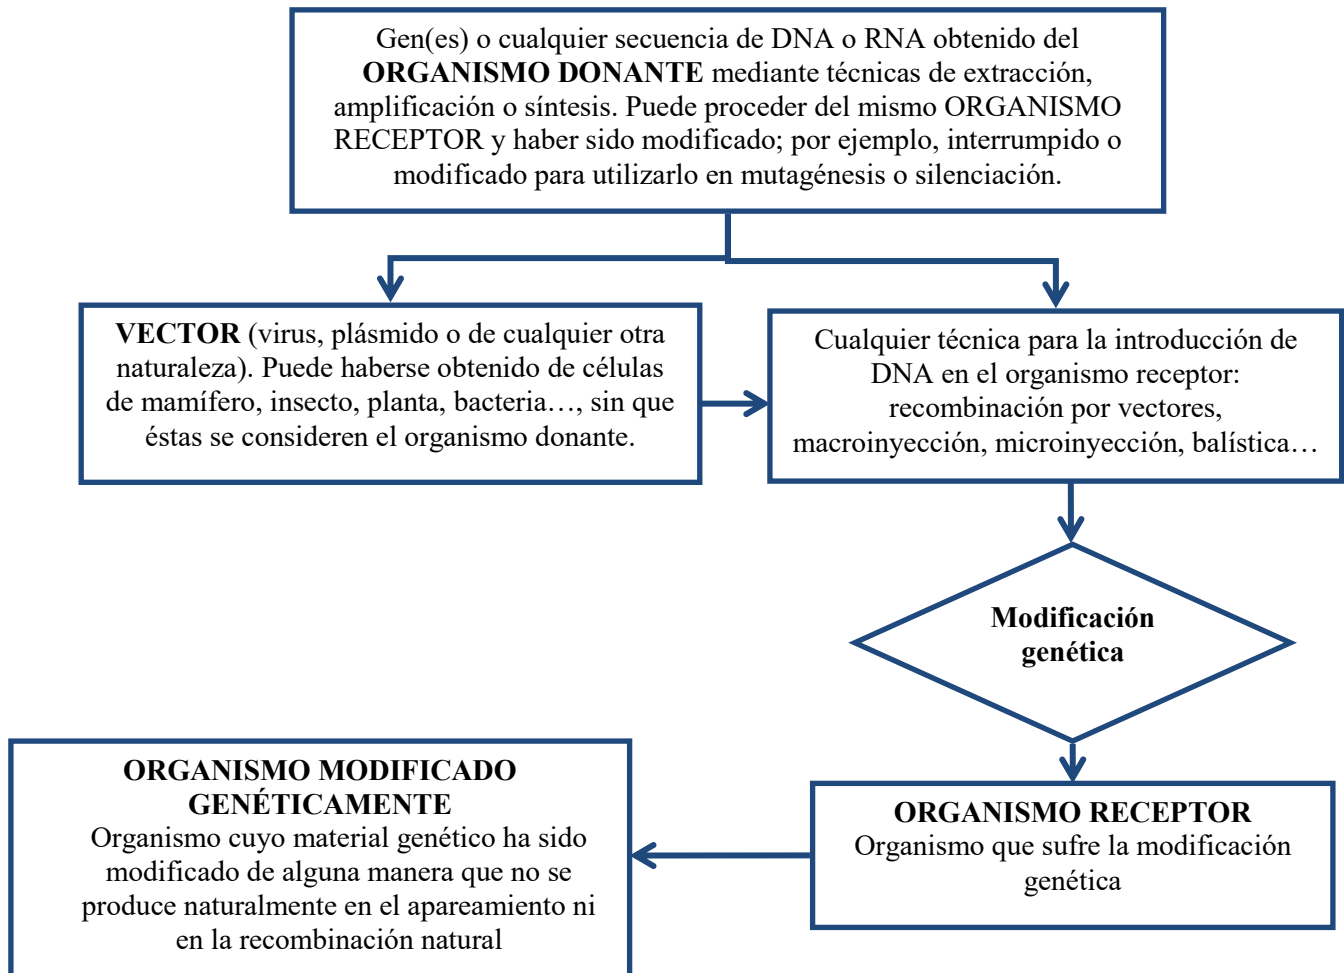 Gen(es) o cualquier secuencia de DNA o RNA obtenido del
ORGANISMO DONANTE mediante técnicas de extracción,
amplificación o síntesis. Puede proceder del mismo ORGANISMO
RECEPTOR y haber sido modificado; por ejemplo, interrumpido o
modificado para utilizarlo en mutagénesis o silenciación.
VECTOR (virus, plásmido o de cualquier otra
naturaleza). Puede haberse obtenido de células
de mamífero, insecto, planta, bacteria…, sin que
éstas se consideren el organismo donante.
Cualquier técnica para la introducción de
DNA en el organismo receptor:
recombinación por vectores,
macroinyección, microinyección, balística…
Modificación
genética
ORGANISMO RECEPTOR
Organismo que sufre la modificación
genética
ORGANISMO MODIFICADO
GENÉTICAMENTE
Organismo cuyo material genético ha sido
modificado de alguna manera que no se
produce naturalmente en el apareamiento ni
en la recombinación natural